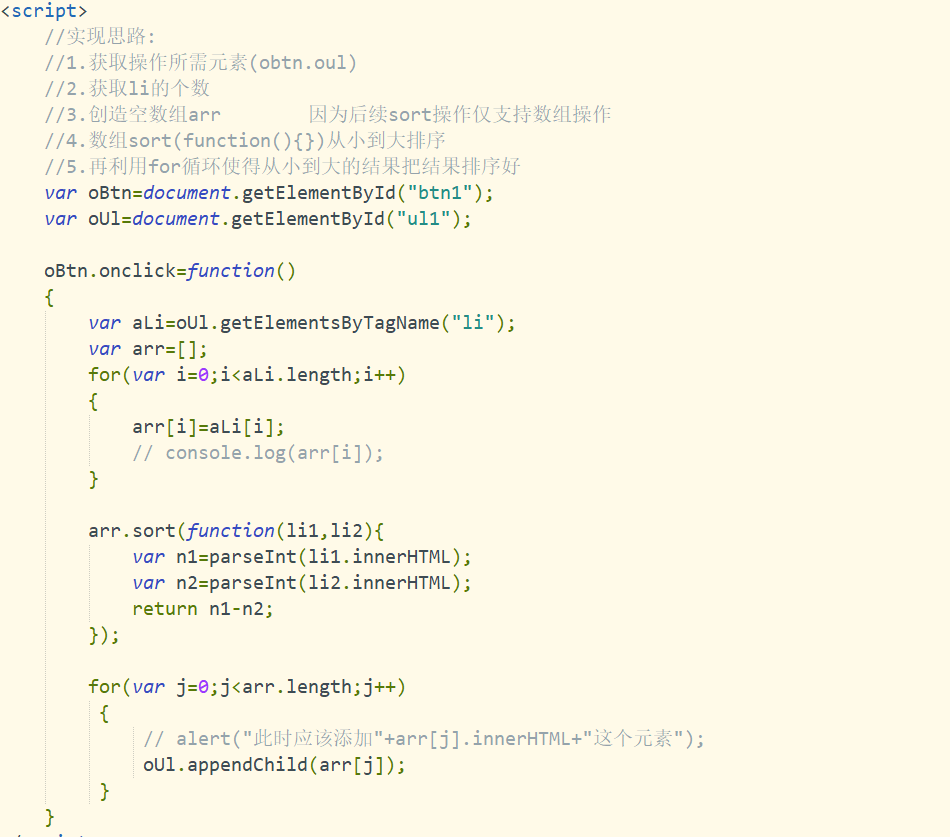 <script>
//实现思路:
//1.获取操作所需元素(obtn.oul)
//2.获取li的个数
//3.创造空数组arr        因为后续sort操作仅支持数组操作
//4.数组sort(function(){})从小到大排序
//5.再利用for循环使得从小到大的结果把结果排序好
var oBtn=document.getElementById("btn1");
var oUl=document.getElementById("ul1");
oBtn.onclick=function()
{
var aLi=oUl.getElementsByTagName("li");
var arr=[];
for(var i=0;i<aLi.length;i++)
{
arr[i]=aLi[i];
// console.log(arr[i]);
}
arr.sort(function(li1,li2){
var n1=parseInt(li1.innerHTML);
var n2=parseInt(li2.innerHTML);
return n1-n2;
});
for(var j=0;j<arr.length;j++)
{
// alert("此时应该添加"+arr[j].innerHTML+"这个元素");
oUl.appendChild(arr[j]);
}
}